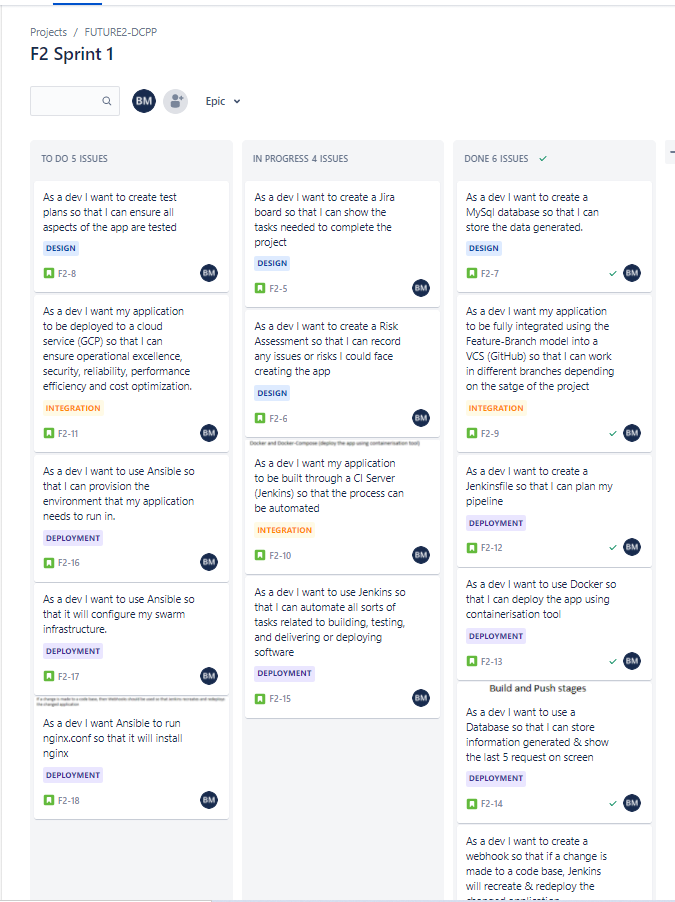 Projects / FUTURE2-DCPP
F2 Sprint 1
BM
Epic
TO DO 5 ISSUES
As a dev I want to create test
plans so that I can ensure all
aspects of the app are tested
DESIGN
F2-8
BM
As a dev I want my application
to be deployed to a cloud
service (GCP) so that I can
ensure operational excellence,
security, reliability, performance
efficiency and cost optimization.
INTEGRATION
F2-11
BM
As a dev I want to use Ansible so
that I can provision the
environment that my application
needs to run in.
DEPLOYMENT
F2-16
BM
As a dev I want to use Ansible so
that it will configure my swarm
infrastructure.
DEPLOYMENT
F2-17
BM
If a change is made to a code base, then Webhooks should be used so that Jenkins recreates and redeploys
the changed application
As a dev I want Ansible to run
nginx.conf so that it will install
nginx
DEPLOYMENT
F2-18
BM
IN PROGRESS 4 ISSUES
As a dev I want to create a Jira
board so that I can show the
tasks needed to complete the
project
DESIGN
F2-5
BM
As a dev I want to create a Risk
Assessment so that I can record
any issues or risks I could face
creating the app
DESIGN
F2-6
BM
Docker and Docker-Compose (deploy the app using containerisation tool)
As a dev I want my application
to be built through a CI Server
(Jenkins) so that the process can
be automated
INTEGRATION
F2-10
BM
As a dev I want to use Jenkins so
that I can automate all sorts of
tasks related to building, testing,
and delivering or deploying
software
DEPLOYMENT
F2-15
BM
DONE 6 ISSUES
As a dev I want to create a
MySql database so that I can
store the data generated.
DESIGN
F2-7
BM
As a dev I want my application
to be fully integrated using the
Feature-Branch model into a
VCS (GitHub) so that I can work
in different branches depending
on the satge of the project
INTEGRATION
F2-9
BM
As a dev I want to create a
Jenkinsfile so that I can plan my
pipeline
DEPLOYMENT
F2-12
BM
As a dev I want to use Docker so
that I can deploy the app using
containerisation tool
DEPLOYMENT
F2-13
BM
Build and Push stages
As a dev I want to use a
Database so that I can store
information generated & show
the last 5 request on screen
DEPLOYMENT
F2-14
BM
As a dev I want to create a
webhook so that if a change is
made to a code base, Jenkins
will recreate & redeploy the
changed application